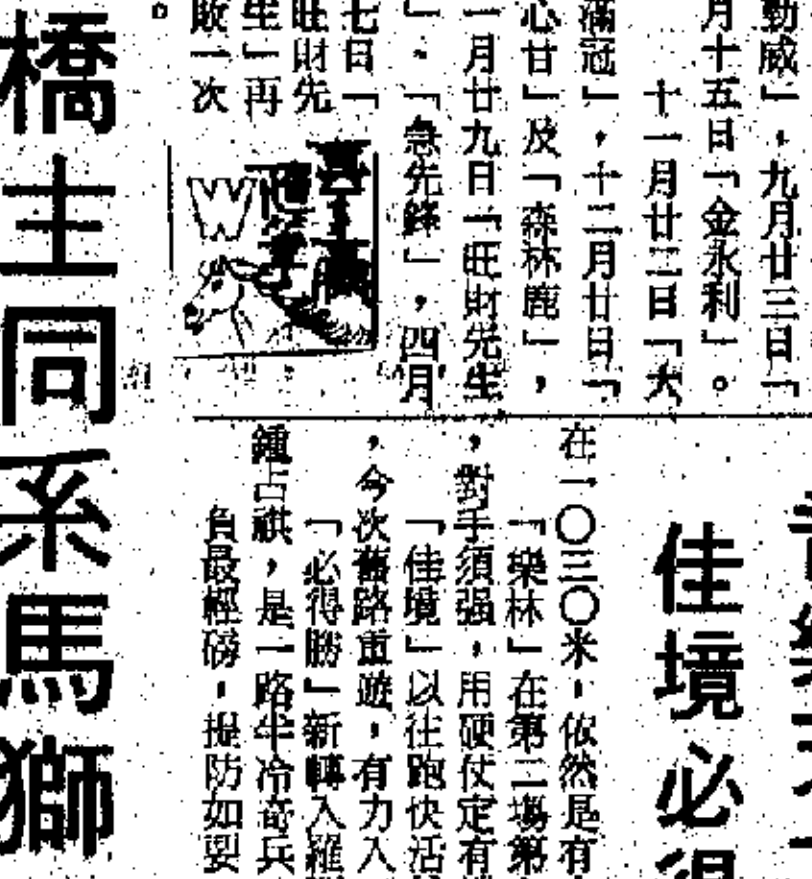 勤威」，九月廿三日「
月十五日「金永利」。
十一月廿三日「大
滿冠」，十二月廿日「
心甘」及「森林鹿」，
一月廿九日「旺財先生
」、「急先鋒」，四月
七日「
旺財先
生」再
敗一次
。
W
橋主同系馬獅
佳境必得
在一〇三〇米，依然是有
「樂林」在第二場第
，對手須强，用硬仗定有
「佳境」以往跑快活
，今次舊路重遊，有力入
「必得勝」新轉入羅
鍾占祺，是一路半冷奇兵
負最輕磅，提防如要